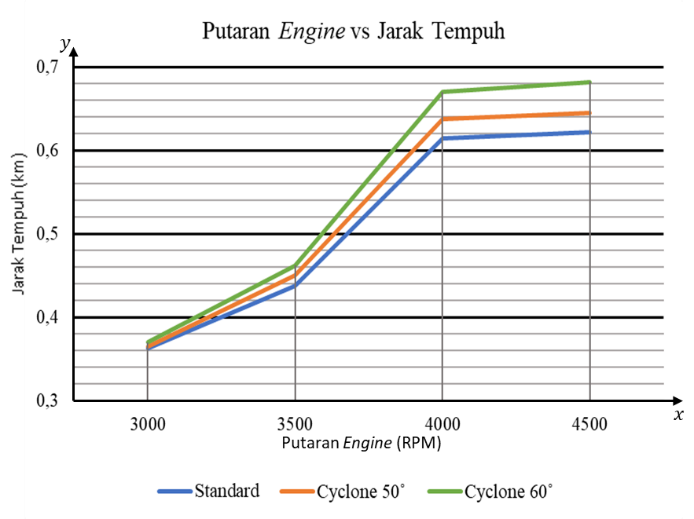 Putaran Engine vs Jarak Tempuh
y
0,7
0,6
0,5
0,4
0,3
Jarak Tempuh (km)
3000 3500 4000 4500
x
Putaran Engine (RPM)
Standard Cyclone 50˚ Cyclone 60˚